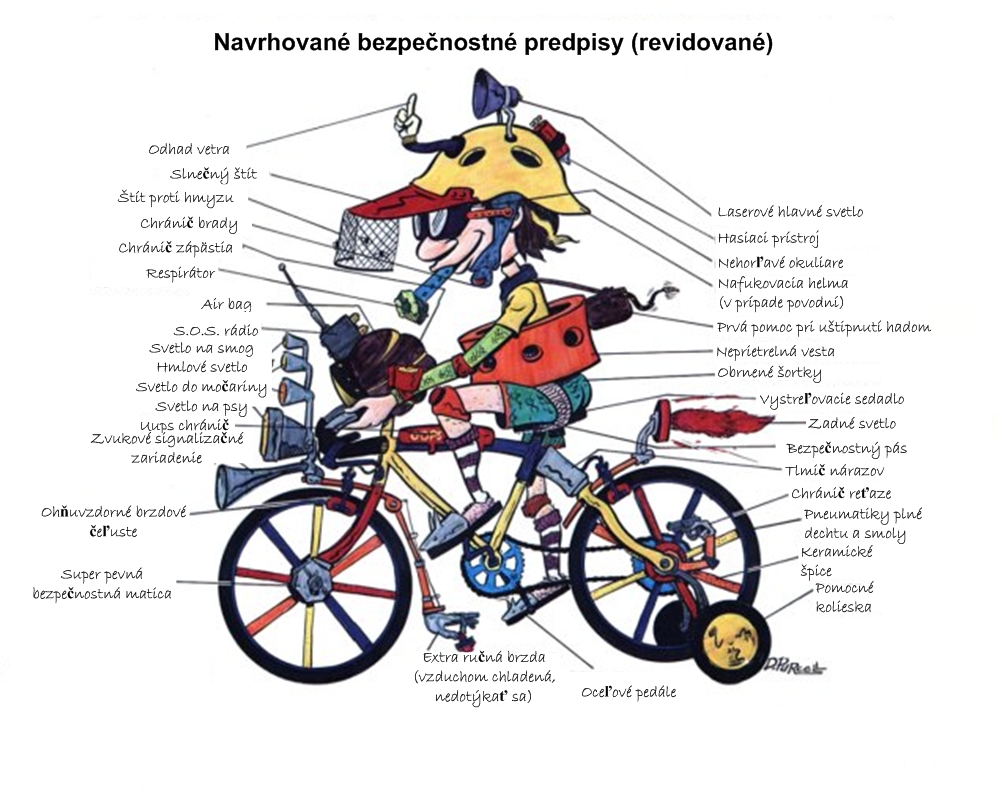 Navrhované bezpečnostné predpisy (revidované)
Odhad vetra
Slnečný štít
Štít proti hmyzu
Chránič brady
Chránič zápästia
Respirátor
Air bag
S.O.S. rádio
Svetlo na smog
Hmlové svetlo
Svetlo do močariny
Svetlo na psy
Uups chránič
Zvukové signalizačné
zariadenie
Ohňuvzdorné brzdové
čeľuste
Super pevná
bezpečnostná matica
Laserové hlavné svetlo
Hasiaci prístroj
Nehorľavé okuliare
Nafukovacia helma
(v prípade povodní)
Prvá pomoc pri uštipnutí hadom
Neprietrelná vesta
Obrnené šortky
Vystreľovacie sedadlo
Zadné svetlo
Bezpečnostný pás
Tlmič nárazov
Chránič reťaze
Pneumatiky plné
dechtu a smoly
Keramické
špice
Pomocné
kolieska
OOPS
Extra ručná brzda
(vzduchom chladená,
nedotýkať sa)
Oceľové pedále